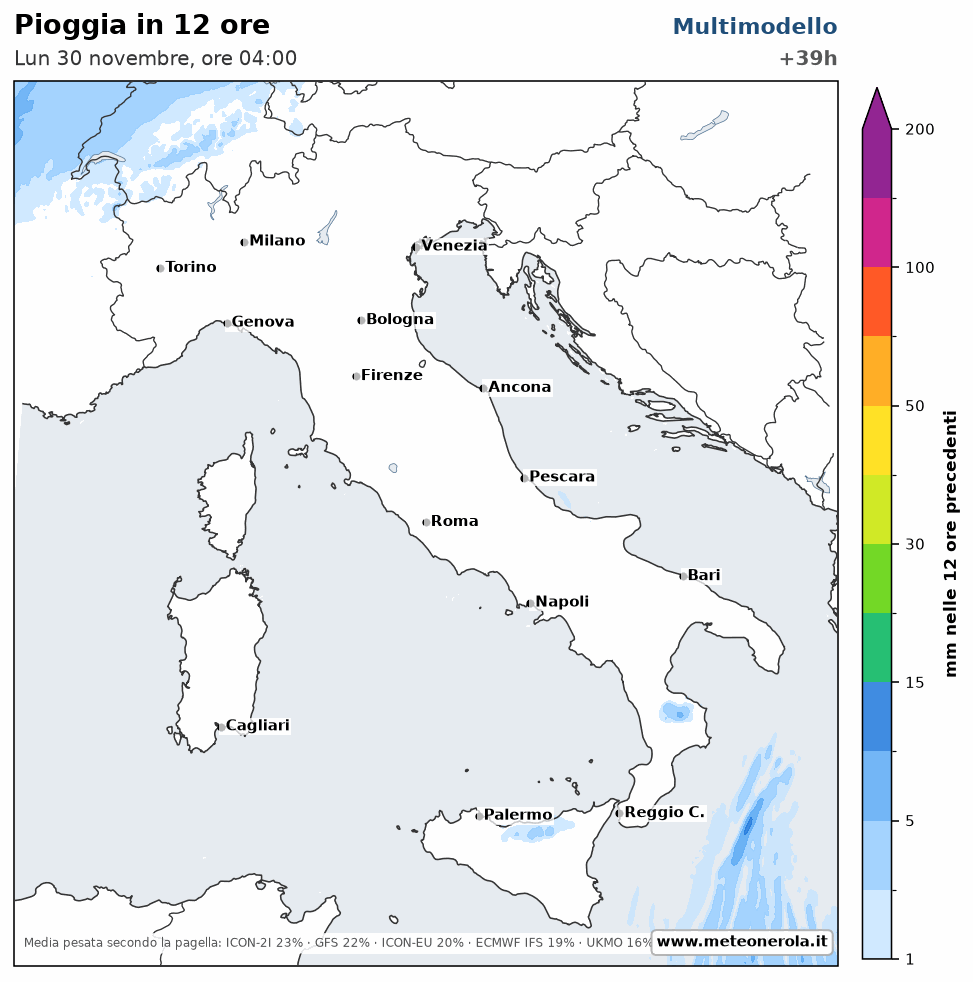 Pioggia in 12 ore
Multimodello
Lun 30 novembre, ore 04:00
+39h
200
100
50
30
15
5
1
mm nelle 12 ore precedenti
Milano
Venezia
Torino
Genova
Bologna
Firenze
Ancona
Pescara
Roma
Bari
Napoli
Cagliari
Palermo
Reggio C.
Media pesata secondo la pagella: ICON-2I 23% · GFS 22% · ICON-EU 20% · ECMWF IFS 19% · UKMO 16%
www.meteonerola.it